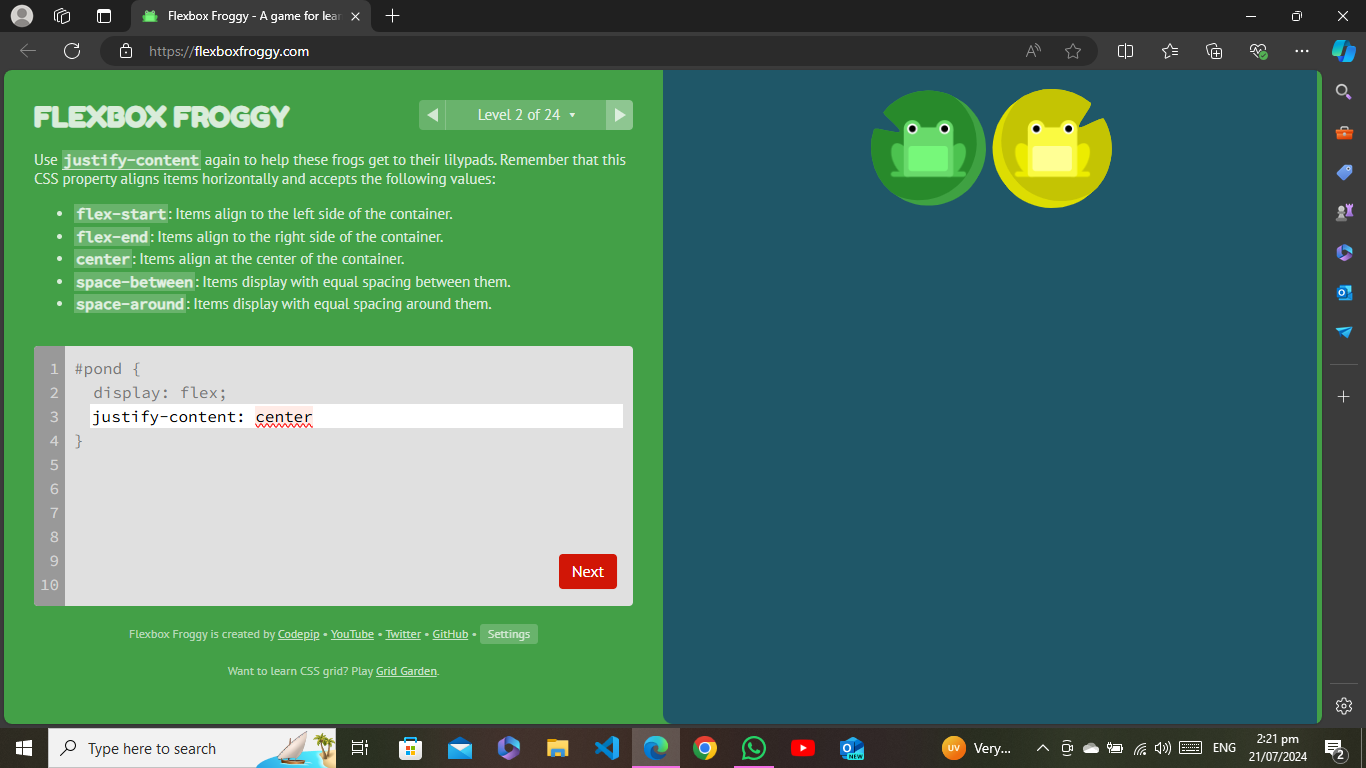 Flexbox Froggy - A game for lear
https://flexboxfroggy.com
FLEXBOX FROGGY
Level 2 of 24
Use justify-content again to help these frogs get to their lilypads. Remember that this
CSS property aligns items horizontally and accepts the following values:
• flex-start: Items align to the left side of the container.
• flex-end: Items align to the right side of the container.
• center: Items align at the center of the container.
• space-between: Items display with equal spacing between them.
• space-around: Items display with equal spacing around them.
1 #pond {
2 display: flex;
3 justify-content: center
4 }
5
6
7
8
9
10
Next
Flexbox Froggy is created by Codepip • YouTube • Twitter • GitHub • Settings
Want to learn CSS grid? Play Grid Garden.
Type here to search
NEW
UV
Very...
ENG
2:21 pm
21/07/2024
2